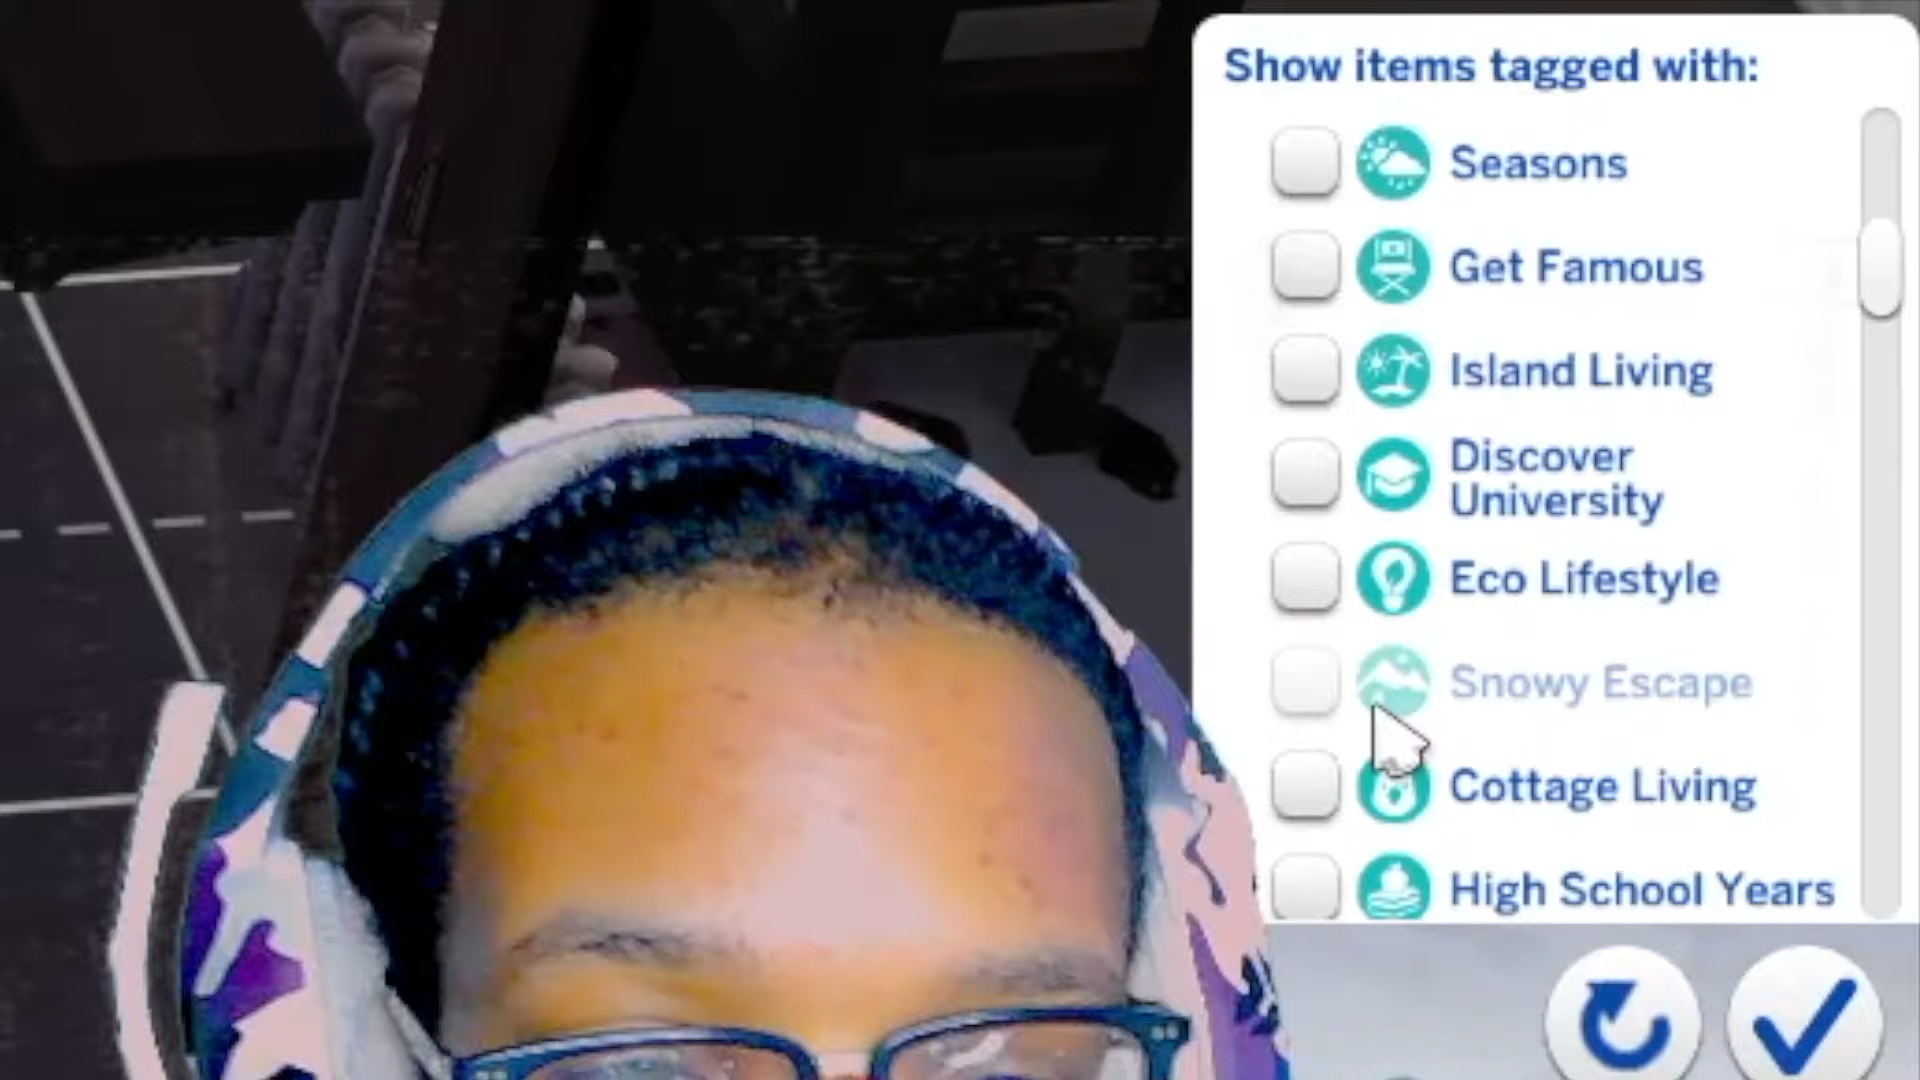 Show items tagged with:
Seasons
Get Famous
Island Living
Discover
University
Eco Lifestyle
Snowy Escape
Cottage Living
High School Years